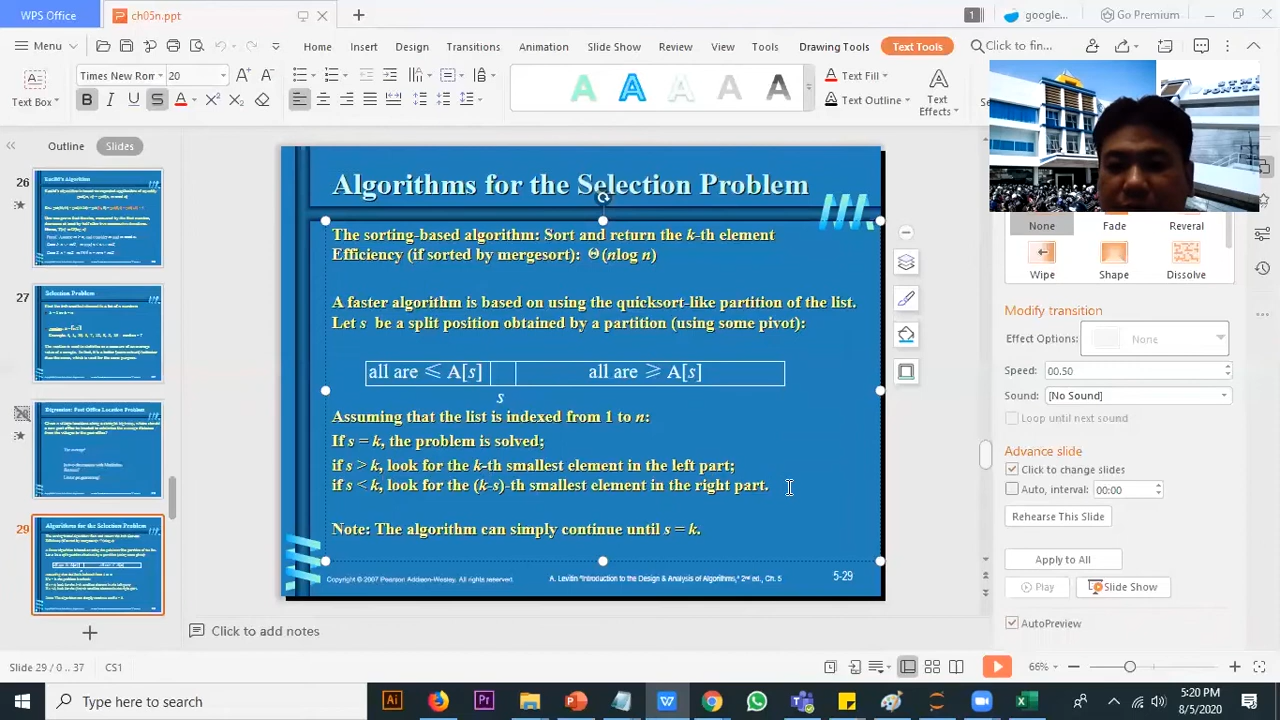 WPS Office
ch05n.ppt
1
google...
Go Premium
Menu
Home
Insert
Design
Transitions
Animation
Slide Show
Review
View
Tools
Drawing Tools
Text Tools
Click to fin...
Text Box
Times New Rom
20
Text Fill
Text Outline
Text
Effects
Outline
Slides
26
27
Selection Problem
29
Algorithms for the Selection Problem
Algorithms for the Selection Problem
The sorting-based algorithm: Sort and return the k-th element
Efficiency (if sorted by mergesort): Θ(nlog n)
A faster algorithm is based on using the quicksort-like partition of the list.
Let s be a split position obtained by a partition (using some pivot):
all are ≤ A[s]
all are ≥ A[s]
s
Assuming that the list is indexed from 1 to n:
If s = k, the problem is solved;
if s > k, look for the k-th smallest element in the left part;
if s < k, look for the (k-s)-th smallest element in the right part.
Note: The algorithm can simply continue until s = k.
Copyright © 2007 Pearson Addison-Wesley. All rights reserved.
A. Levitin "Introduction to the Design & Analysis of Algorithms," 2nd ed., Ch. 5
5-29
Click to add notes
None
Fade
Reveral
Wipe
Shape
Dissolve
Modify transition
Effect Options:
None
Speed:
00.50
Sound:
[No Sound]
Loop until next sound
Advance slide
Click to change slides
Auto, interval:
00:00
Rehearse This Slide
Apply to All
Play
Slide Show
AutoPreview
Slide 29 / 0 .. 37
CS1
66%
Type here to search
5:20 PM
8/5/2020